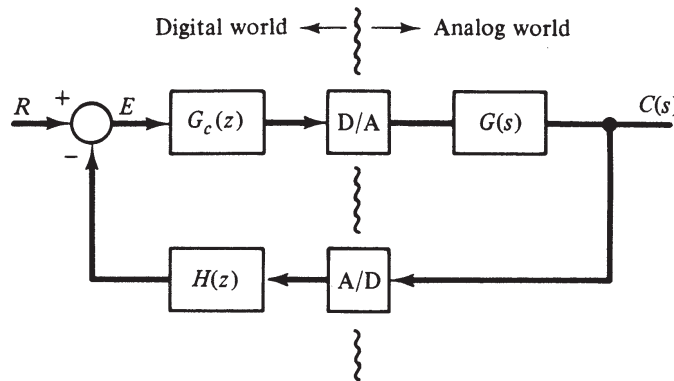 Digital world
Analog world
R
+
E
G_c(z)
D/A
G(s)
C(s)
-
H(z)
A/D